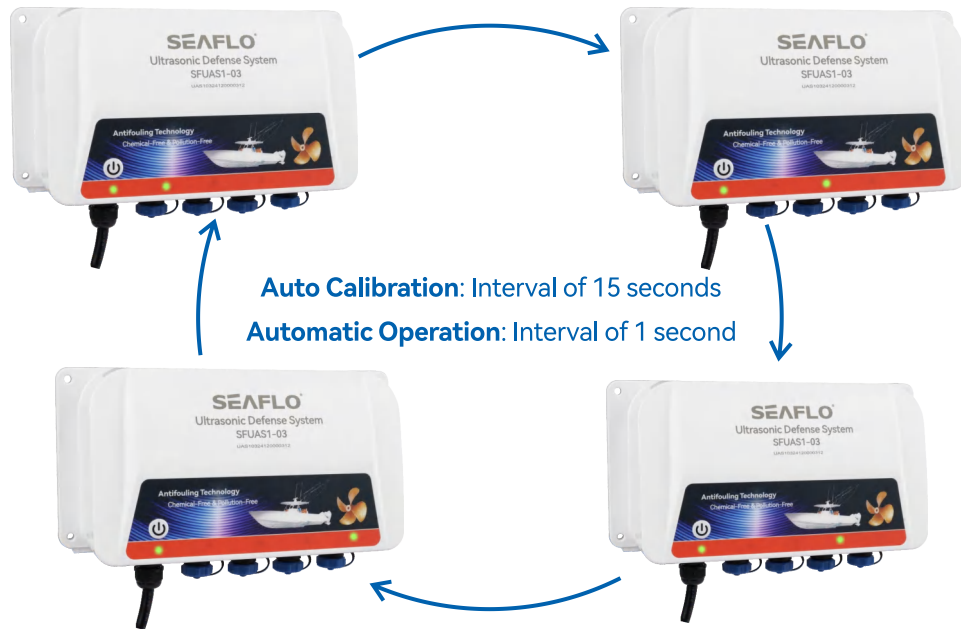 SEAFLO
Ultrasonic Defense System
SFUAS1-03
Antifouling Technology
Chemical-Free & Pollution-Free
SEAFLO
Ultrasonic Defense System
SFUAS1-03
Antifouling Technology
Chemical-Free & Pollution-Free
Auto Calibration: Interval of 15 seconds
Automatic Operation: Interval of 1 second
SEAFLO
Ultrasonic Defense System
SFUAS1-03
Antifouling Technology
Chemical-Free & Pollution-Free
SEAFLO
Ultrasonic Defense System
SFUAS1-03
Antifouling Technology
Chemical-Free & Pollution-Free